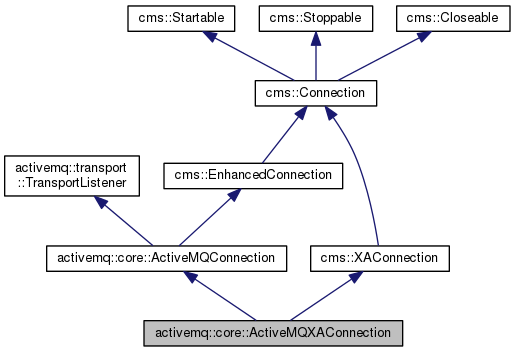 cms::Startable
cms::Stoppable
cms::Closeable
cms::Connection
activemq::transport
::TransportListener
cms::EnhancedConnection
activemq::core::ActiveMQConnection
cms::XAConnection
activemq::core::ActiveMQXAConnection